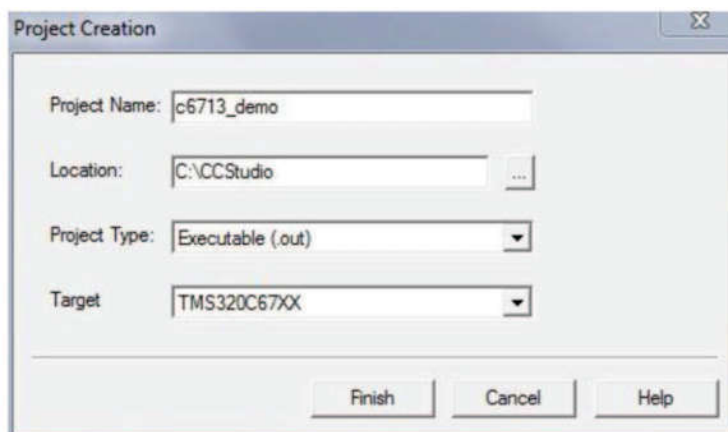 Project Creation
Project Name: c6713_demo
Location: C:\CCStudio ...
Project Type: Executable (.out)
Target TMS320C67XX
Finish Cancel Help